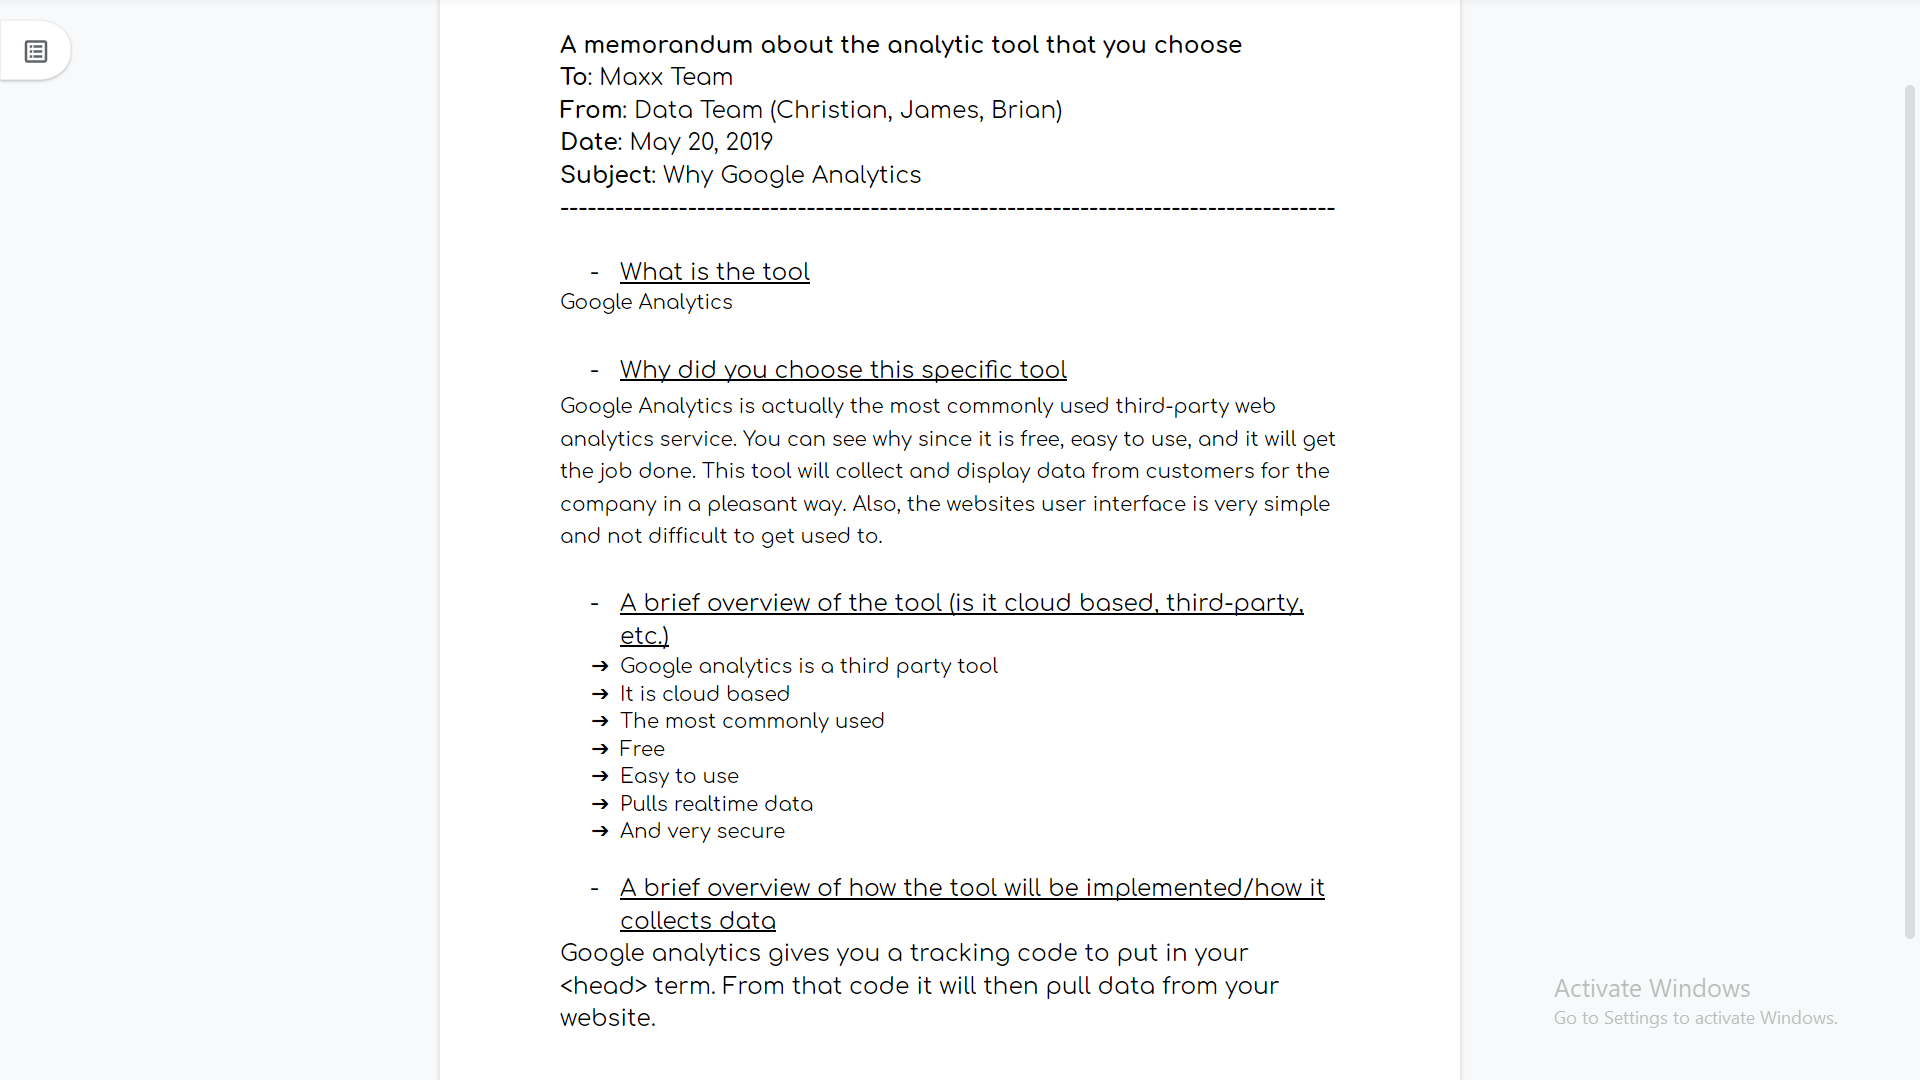 A memorandum about the analytic tool that you choose
To: Maxx Team
From: Data Team (Christian, James, Brian)
Date: May 20, 2019
Subject: Why Google Analytics
-------------------------------------------------------------------------------------
- What is the tool
Google Analytics
- Why did you choose this specific tool
Google Analytics is actually the most commonly used third-party web
analytics service. You can see why since it is free, easy to use, and it will get
the job done. This tool will collect and display data from customers for the
company in a pleasant way. Also, the websites user interface is very simple
and not difficult to get used to.
- A brief overview of the tool (is it cloud based, third-party,
etc.)
➔ Google analytics is a third party tool
➔ It is cloud based
➔ The most commonly used
➔ Free
➔ Easy to use
➔ Pulls realtime data
➔ And very secure
- A brief overview of how the tool will be implemented/how it
collects data
Google analytics gives you a tracking code to put in your
<head> term. From that code it will then pull data from your
website.
Activate Windows
Go to Settings to activate Windows.